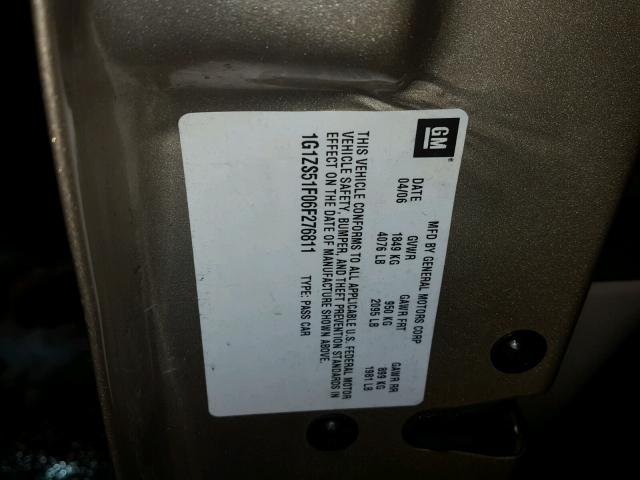 GM
MFD BY GENERAL MOTORS CORP
DATE GVWR GAWR FRT GAWR RR
04/06 1849 KG 950 KG 899 KG
4076 LB 2095 LB 1981 LB
THIS VEHICLE CONFORMS TO ALL APPLICABLE U.S. FEDERAL MOTOR
VEHICLE SAFETY, BUMPER, AND THEFT PREVENTION STANDARDS IN
EFFECT ON THE DATE OF MANUFACTURE SHOWN ABOVE.
1G1ZS51F06F276811 TYPE: PASS CAR